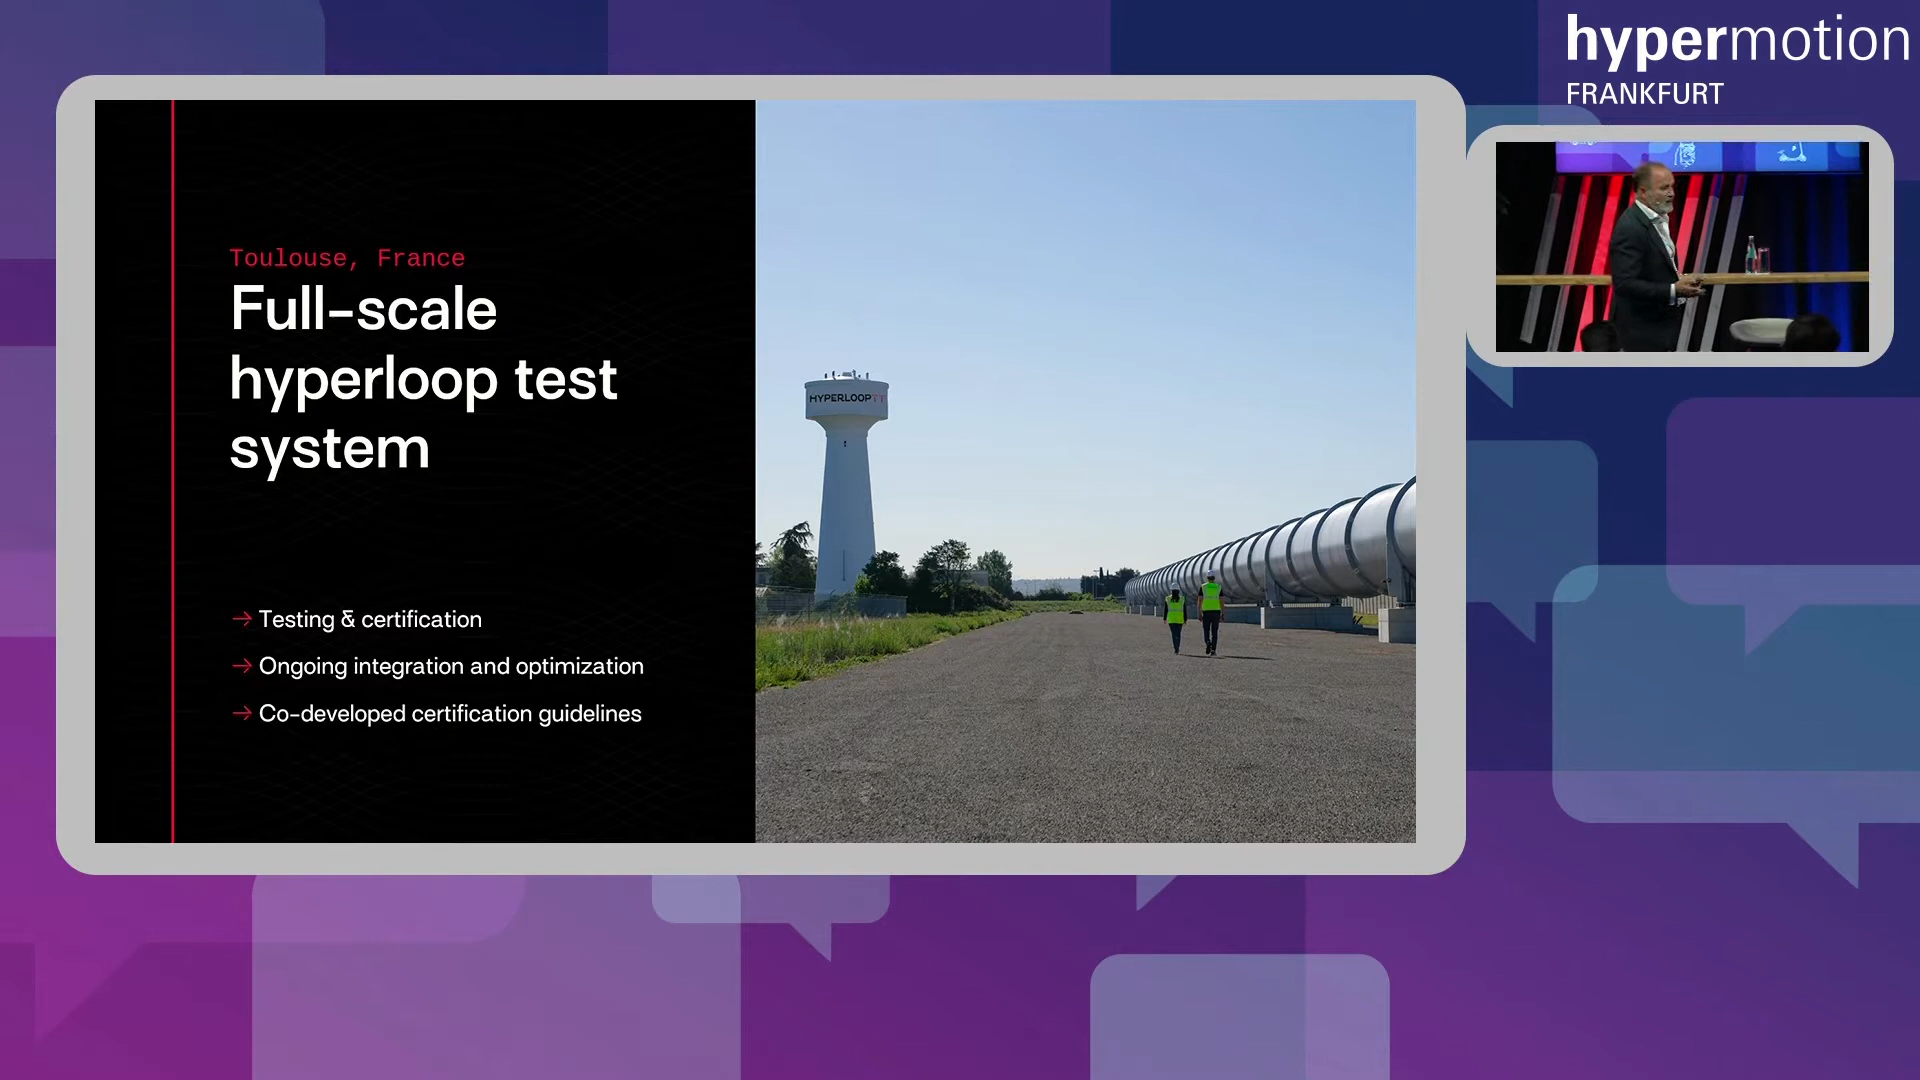 hypermotion
FRANKFURT
Toulouse, France
Full-scale
hyperloop test
system
→ Testing & certification
→ Ongoing integration and optimization
→ Co-developed certification guidelines
HYPERLOOPTT